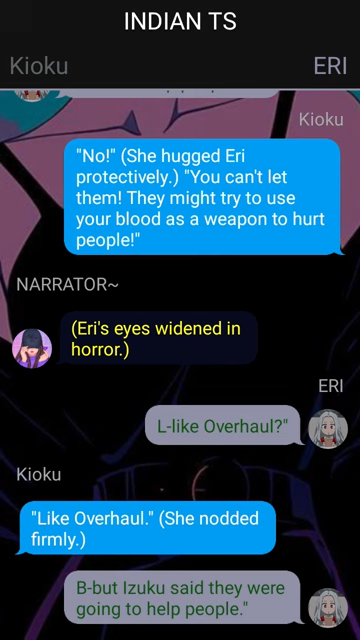 INDIAN TS
Kioku
ERI
Kioku
"No!" (She hugged Eri
protectively.) "You can't let
them! They might try to use
your blood as a weapon to hurt
people!"
NARRATOR~
(Eri's eyes widened in
horror.)
ERI
L-like Overhaul?"
Kioku
"Like Overhaul." (She nodded
firmly.)
B-but Izuku said they were
going to help people."